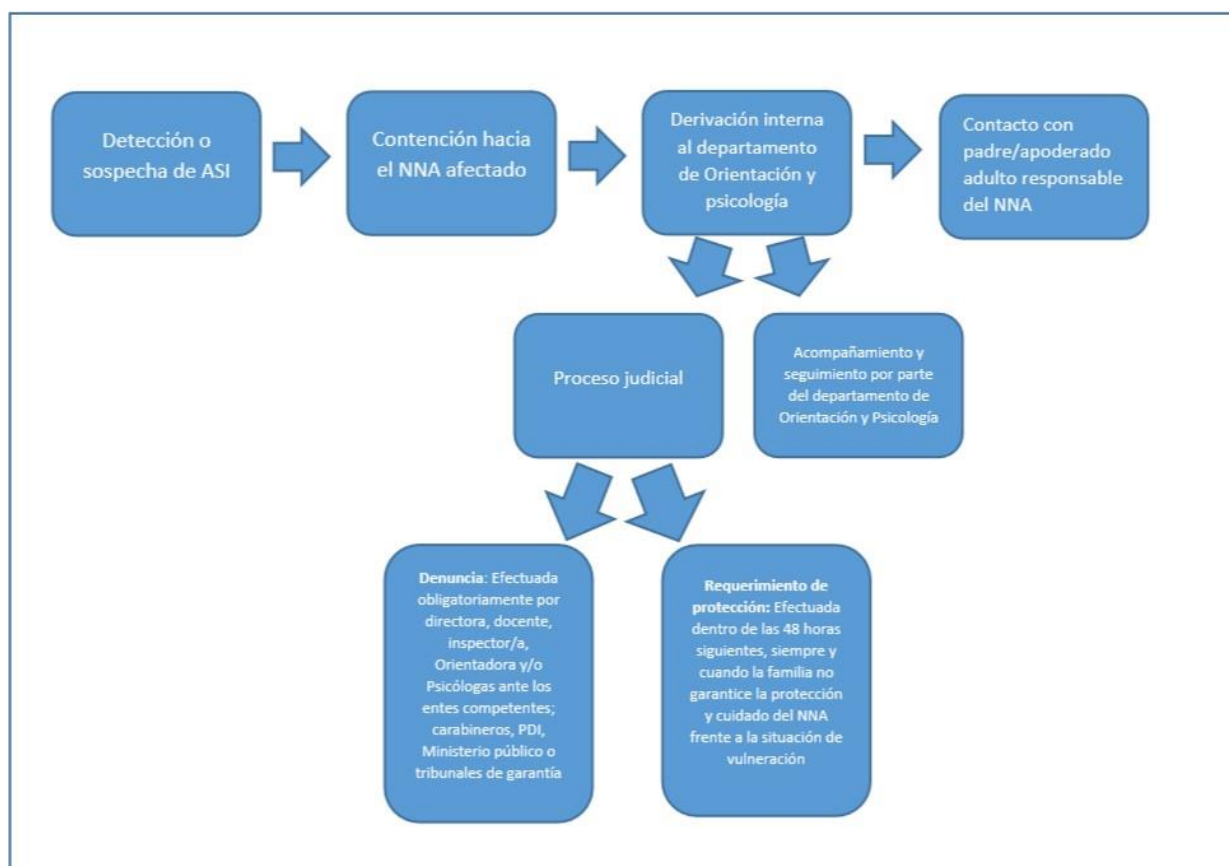 Detección o
sospecha de ASI
Contención hacia
el NNA afectado
Derivación interna
al departamento
de Orientación y
psicología
Contacto con
padre/apoderado
adulto responsable
del NNA
Proceso judicial
Acompañamiento y
seguimiento por parte
del departamento de
Orientación y Psicología
Denuncia: Efectuada
obligatoriamente por
directora, docente,
inspector/a,
Orientadora y/o
Psicólogas ante los
entes competentes;
carabineros, PDI,
Ministerio público o
tribunales de garantía
Requerimiento de
protección: Efectuada
dentro de las 48 horas
siguientes, siempre y
cuando la familia no
garantice la protección
y cuidado del NNA
frente a la situación de
vulneración